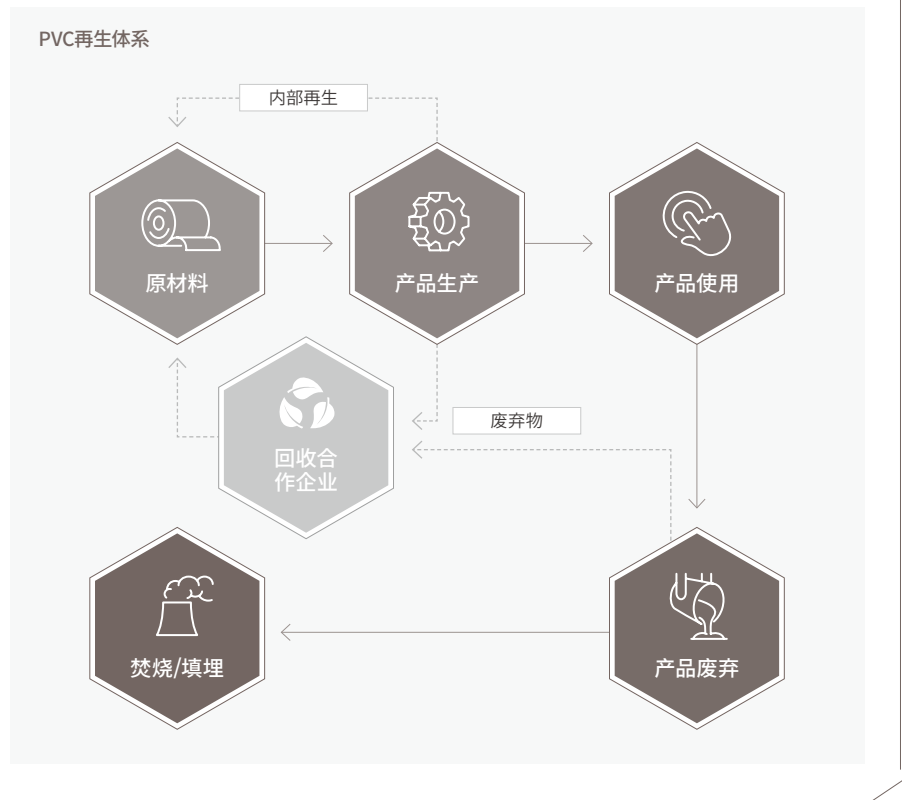 PVC再生体系
内部再生
原材料
产品生产
产品使用
废弃物
回收合
作企业
焚烧/填埋
产品废弃